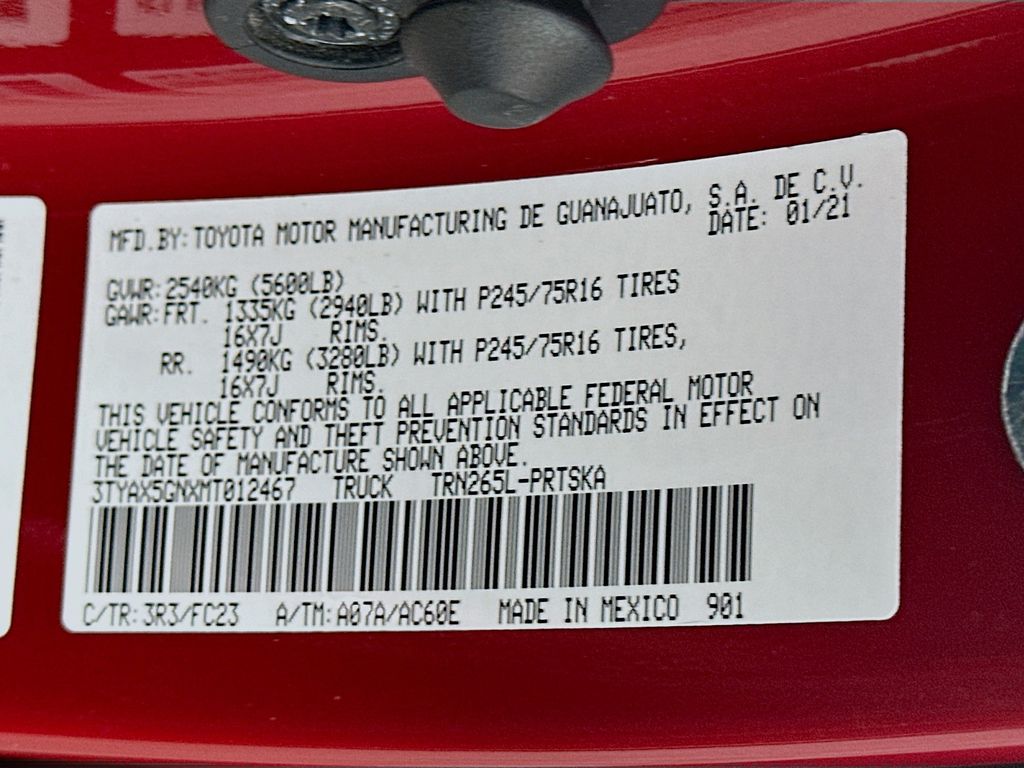 MFD.BY:TOYOTA MOTOR MANUFACTURING DE GUANAJUATO, S.A. DE C.V.
DATE: 01/21
GVWR:2540KG (5600LB)
GAWR:FRT. 1335KG (2940LB) WITH P245/75R16 TIRES
16X7J RIMS.
RR. 1490KG (3280LB) WITH P245/75R16 TIRES,
16X7J RIMS.
THIS VEHICLE CONFORMS TO ALL APPLICABLE FEDERAL MOTOR
VEHICLE SAFETY AND THEFT PREVENTION STANDARDS IN EFFECT ON
THE DATE OF MANUFACTURE SHOWN ABOVE.
3TYAX5GNXMT012467 TRUCK TRN265L-PRTSKA
C/TR:3R3/FC23 A/TM:A07A/AC60E MADE IN MEXICO 901